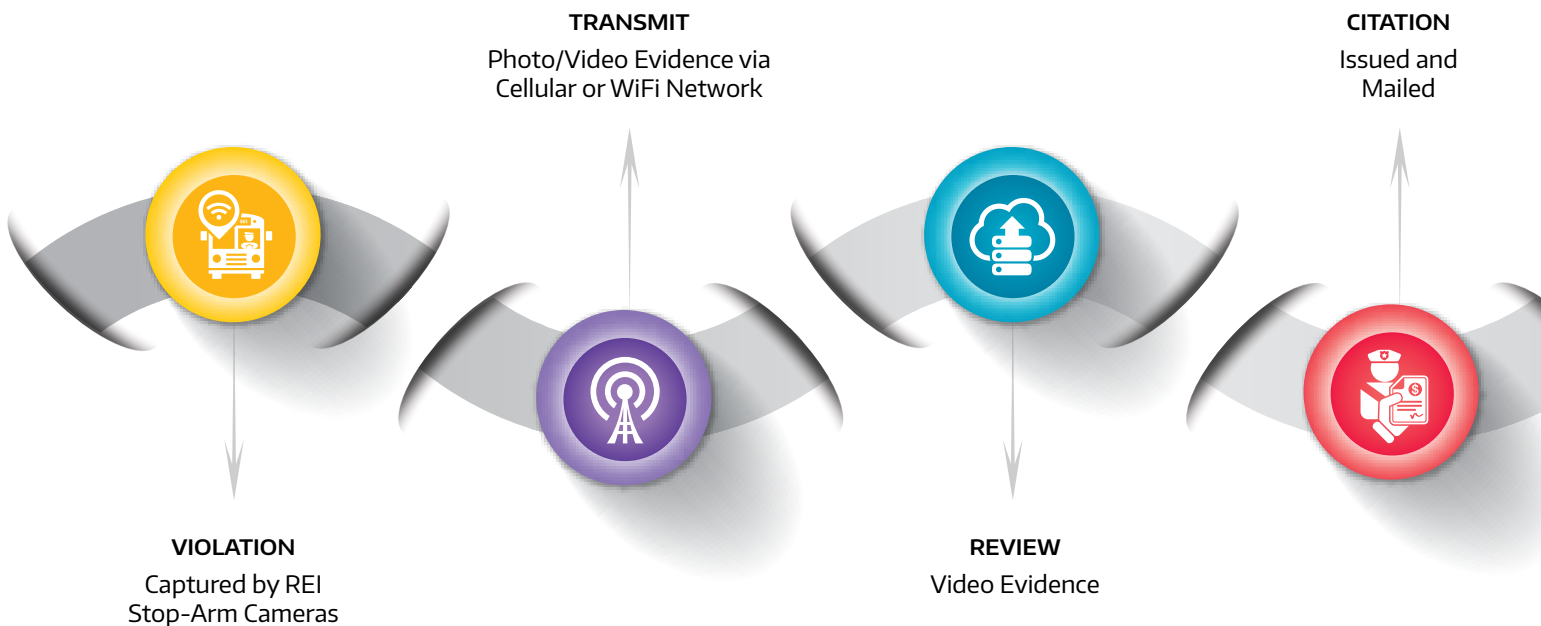 VIOLATION
Captured by REI
Stop-Arm Cameras
TRANSMIT
Photo/Video Evidence via
Cellular or WiFi Network
REVIEW
Video Evidence
CITATION
Issued and
Mailed
$